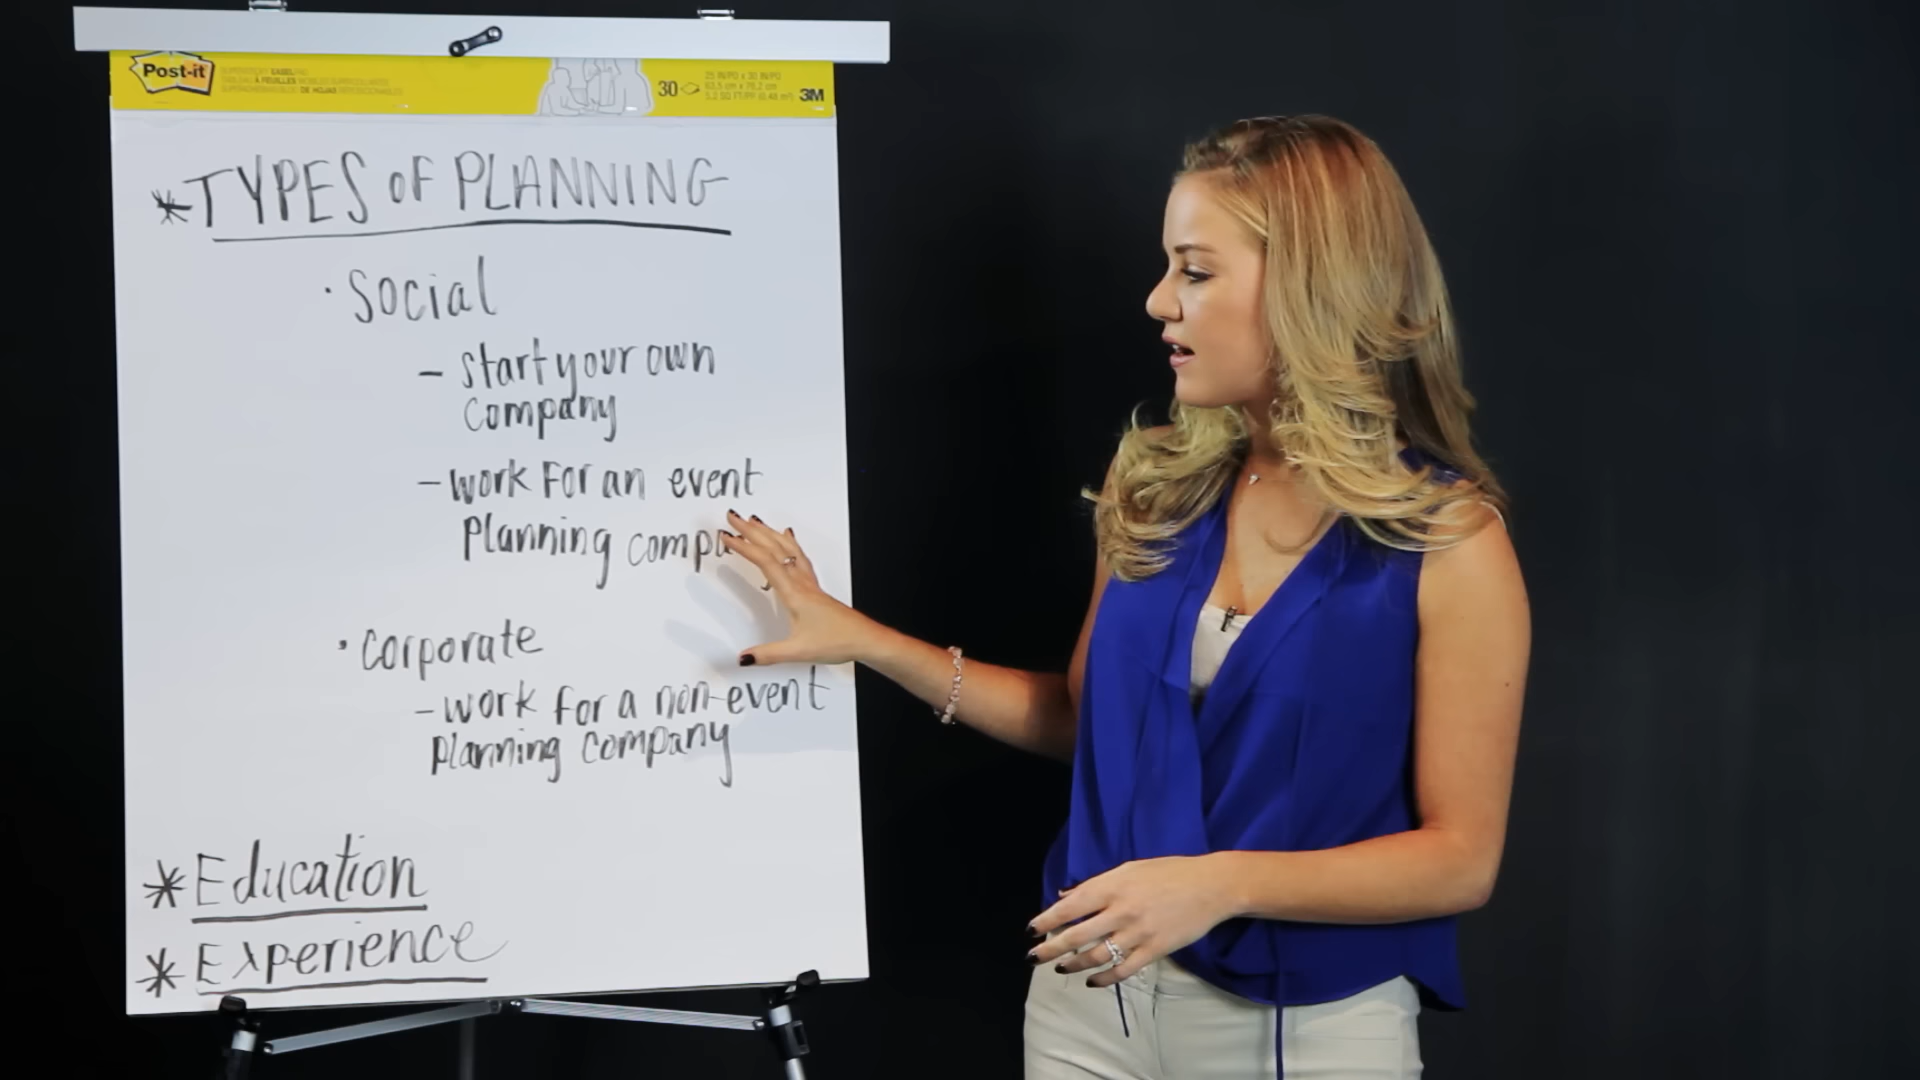 Post-it
30
3M
*TYPES OF PLANNING
· Social
- start your own
company
- work for an event
planning
· corporate
- work for a non-event
planning company
* Education
* Experience